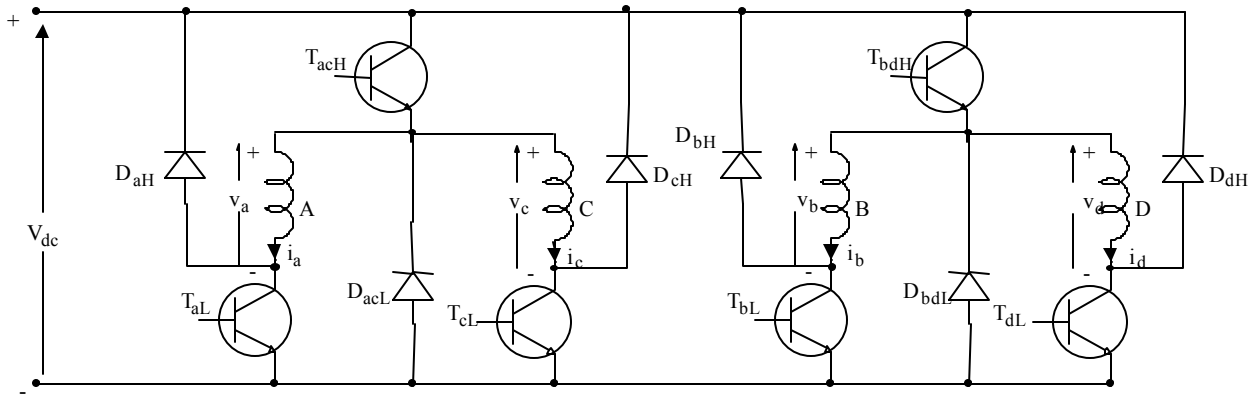 +
T_acH
T_bdH
D_aH
v_a
+
A
i_a
-
+
v_c
C
i_c
-
D_cH
D_bH
+
v_b
B
i_b
-
+
v_d
D
i_d
-
D_dH
V_dc
T_aL
D_acL
T_cL
T_bL
D_bdL
T_dL
-